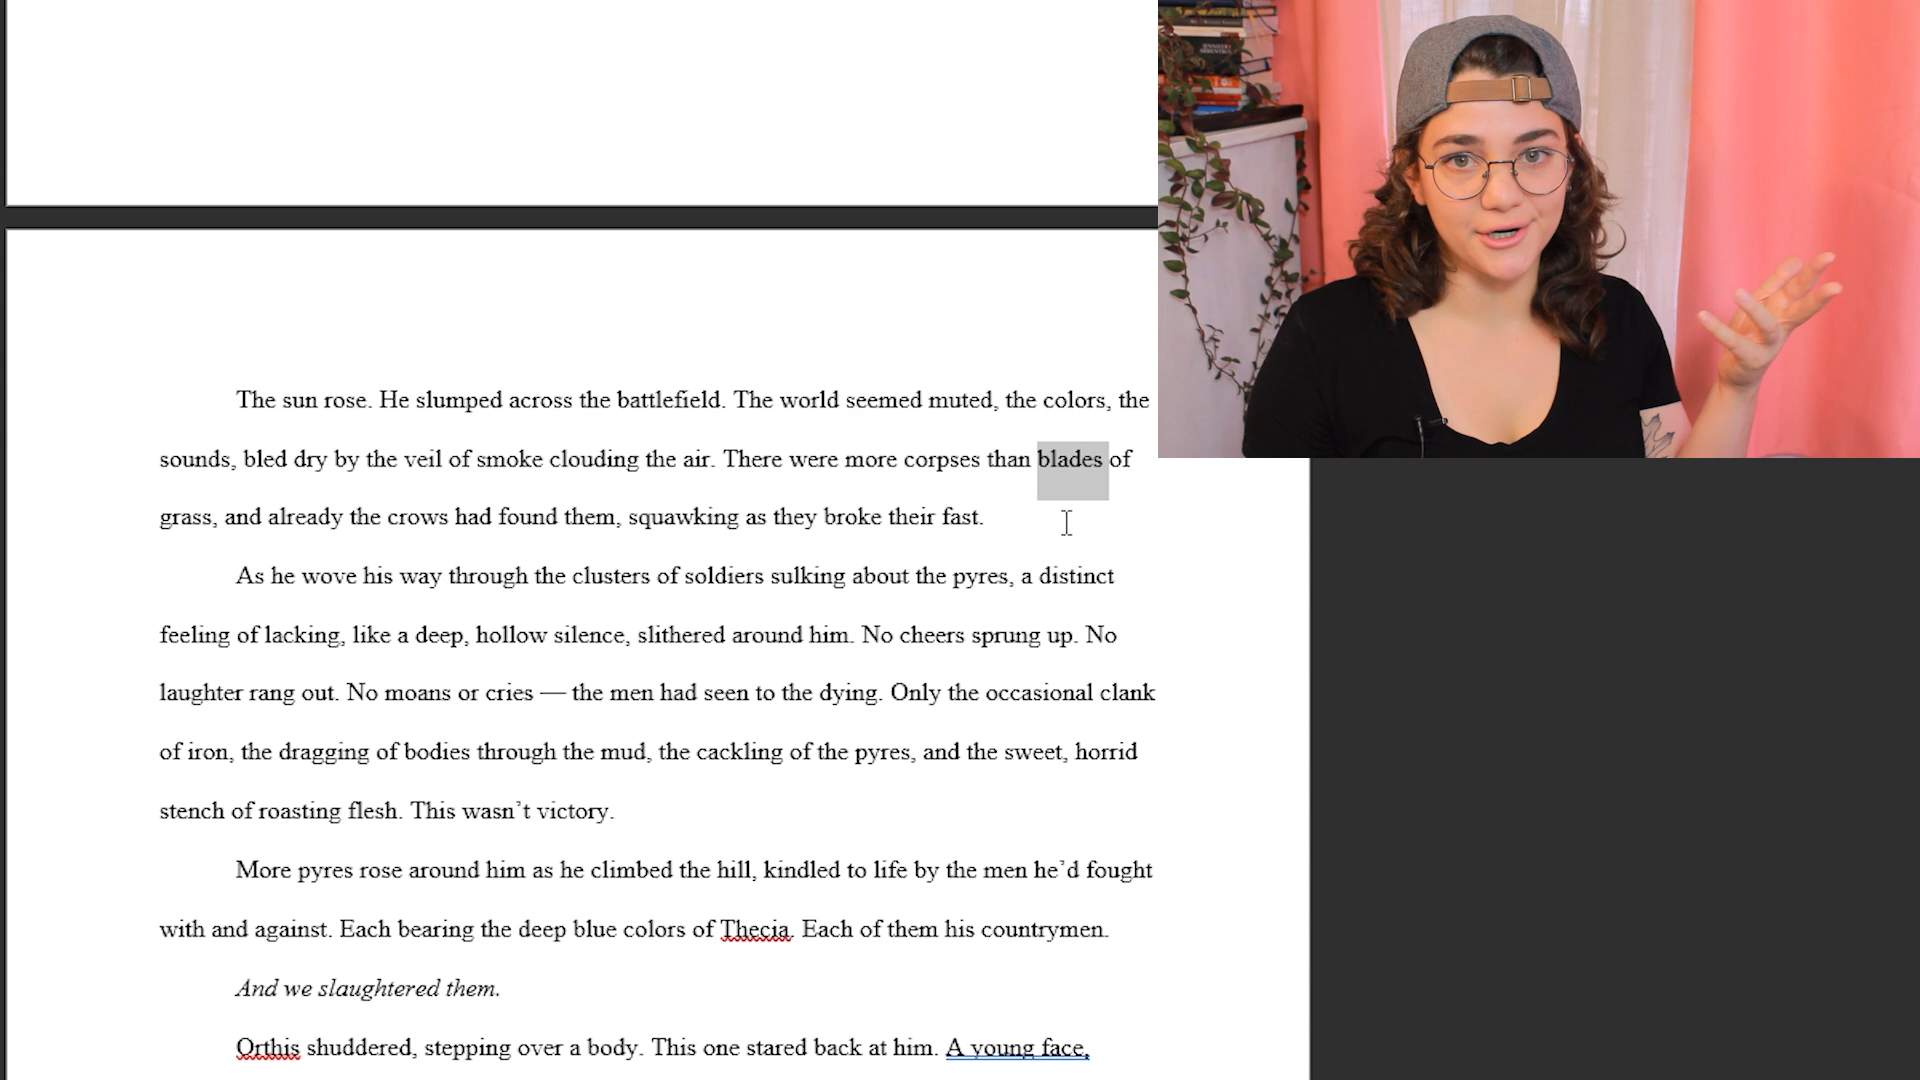 The sun rose. He slumped across the battlefield. The world seemed muted, the colors, the
sounds, bled dry by the veil of smoke clouding the air. There were more corpses than blades of
grass, and already the crows had found them, squawking as they broke their fast.
As he wove his way through the clusters of soldiers sulking about the pyres, a distinct
feeling of lacking, like a deep, hollow silence, slithered around him. No cheers sprung up. No
laughter rang out. No moans or cries — the men had seen to the dying. Only the occasional clank
of iron, the dragging of bodies through the mud, the cackling of the pyres, and the sweet, horrid
stench of roasting flesh. This wasn’t victory.
More pyres rose around him as he climbed the hill, kindled to life by the men he’d fought
with and against. Each bearing the deep blue colors of Thecia. Each of them his countrymen.
And we slaughtered them.
Orthis shuddered, stepping over a body. This one stared back at him. A young face,